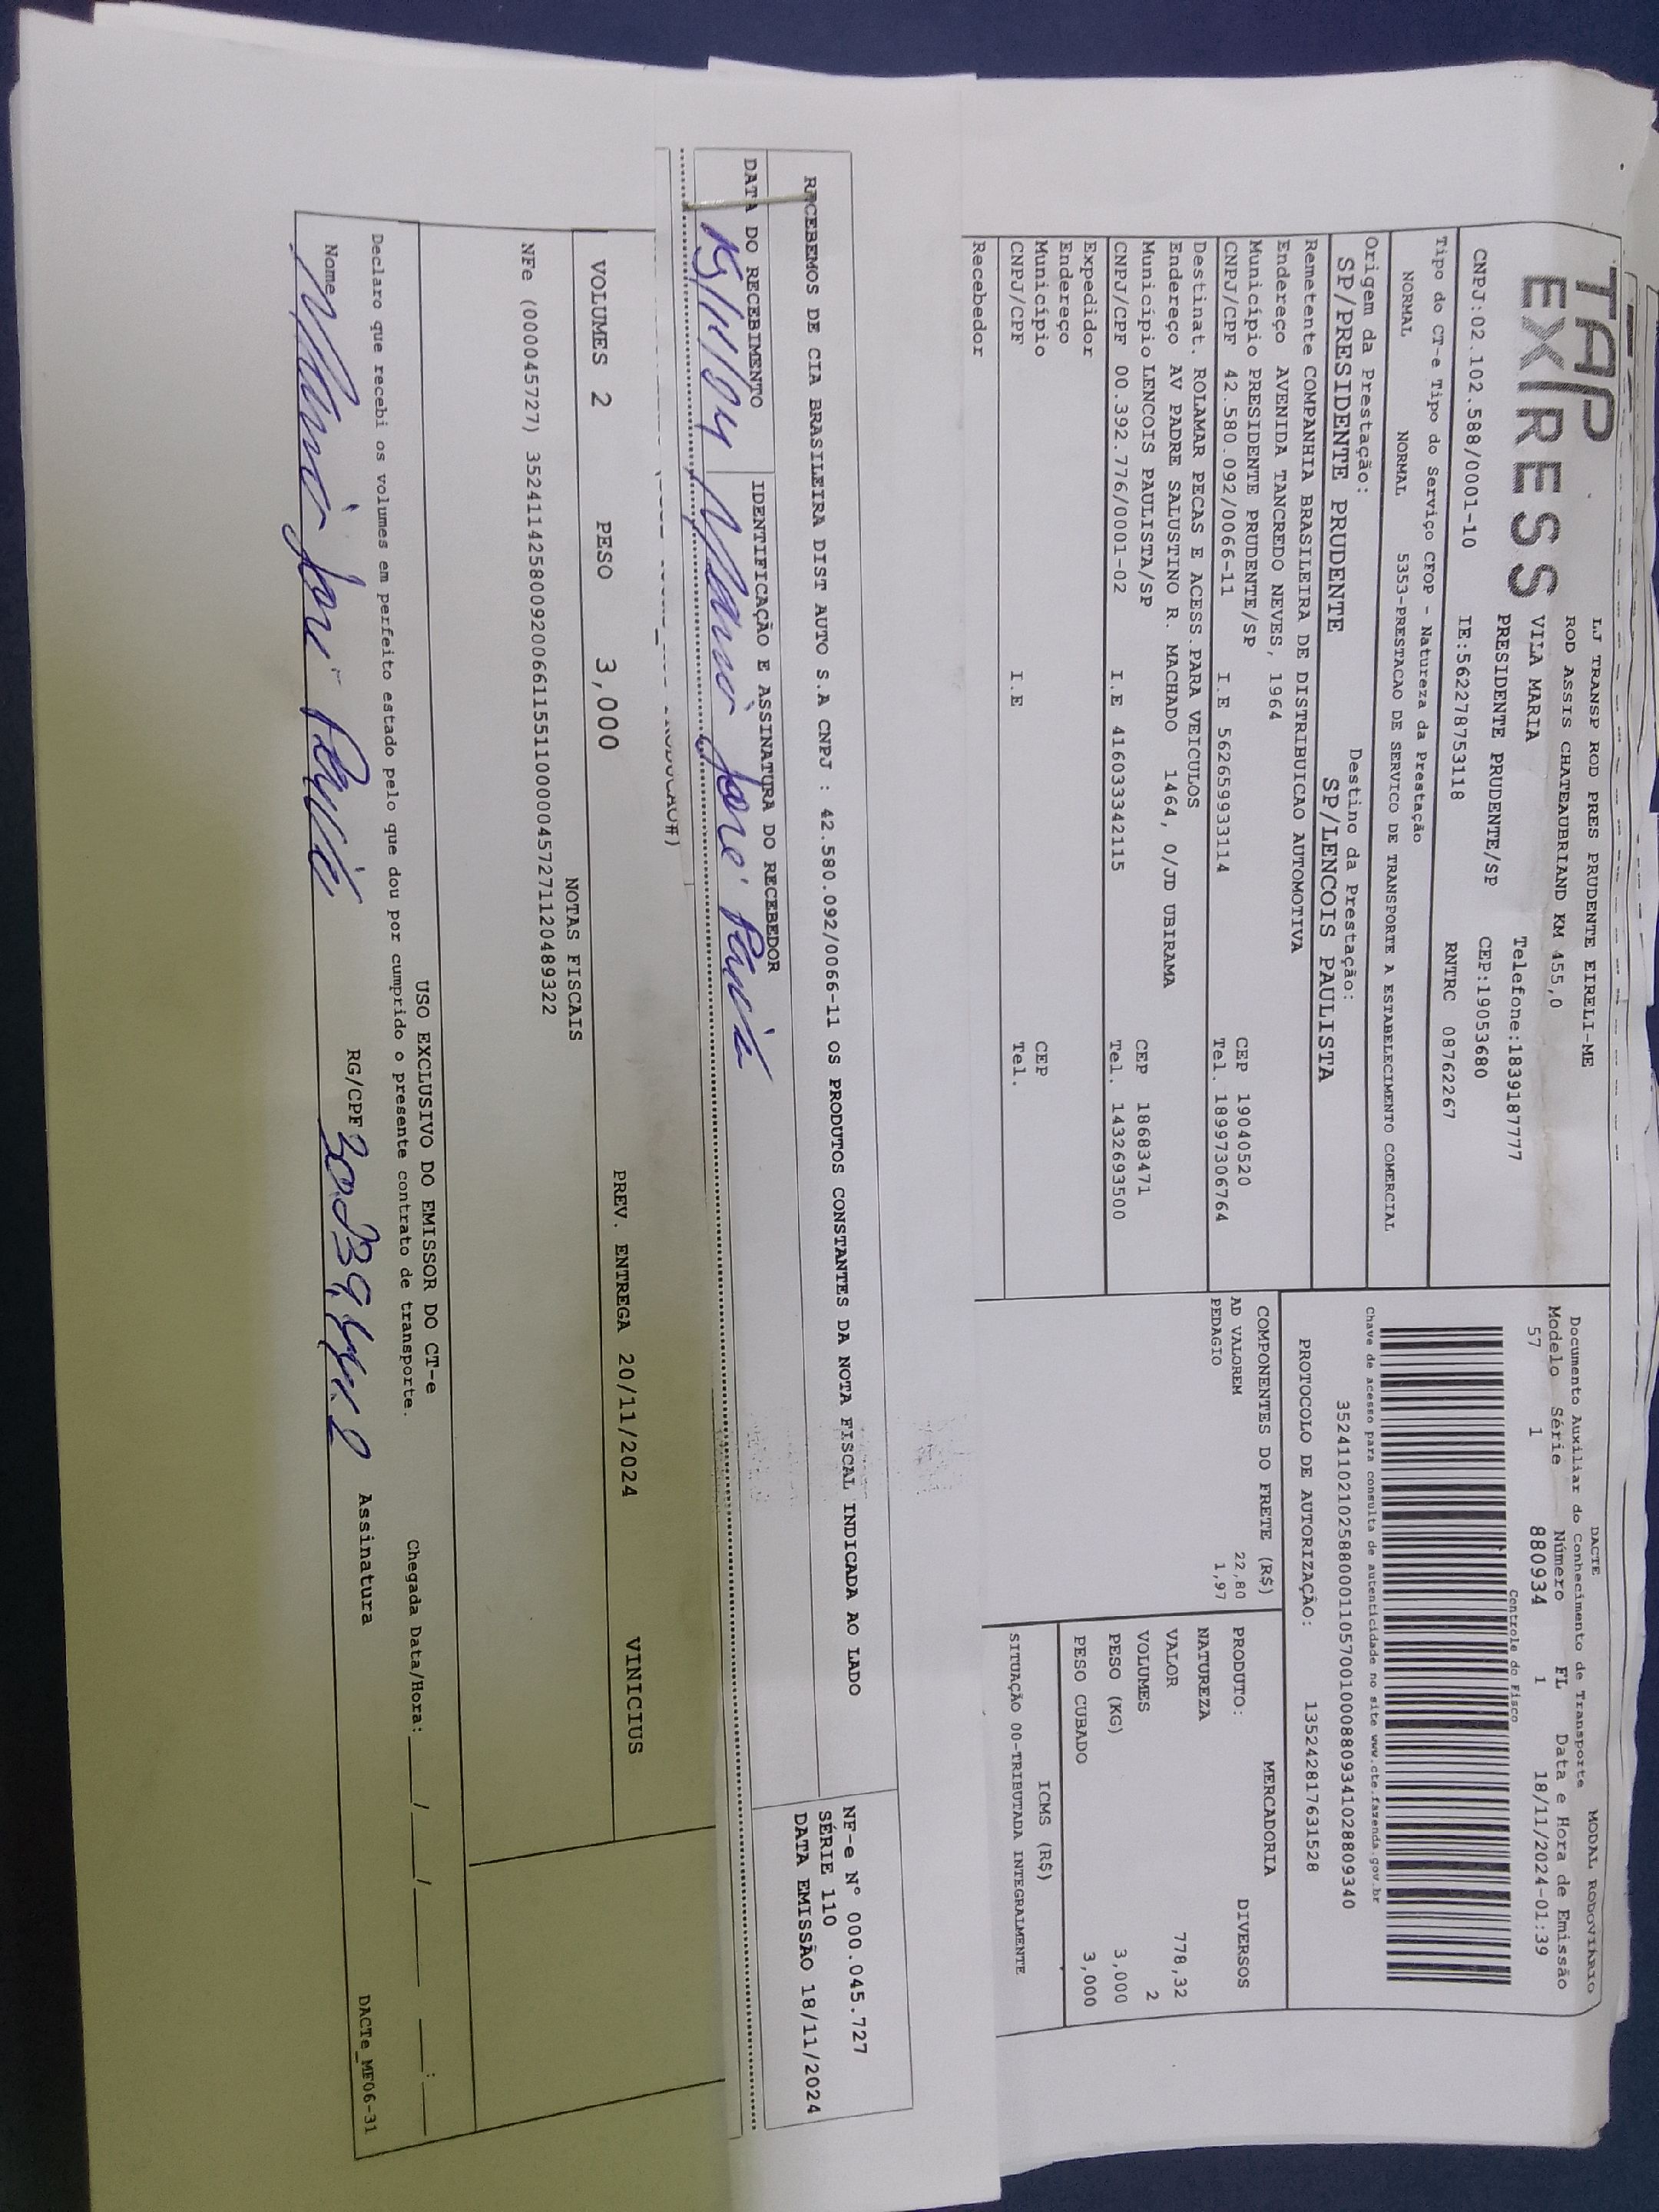 TAP
EXPRESS
LJ TRANSP ROD PRES PRUDENTE EIRELI-ME
ROD ASSIS CHATEAUBRIAND KM 455,0
VILA MARIA Telefone:1839187777
PRESIDENTE PRUDENTE/SP CEP:19053680
CNPJ:02.102.588/0001-10 IE:562278753118 RNTRC 08762267
Tipo do CT-e Tipo do Serviço CFOP - Natureza da Prestação
NORMAL NORMAL 5353-PRESTACAO DE SERVICO DE TRANSPORTE A ESTABELECIMENTO COMERCIAL
Origem da Prestação: Destino da Prestação:
SP/PRESIDENTE PRUDENTE SP/LENCOIS PAULISTA
Remetente COMPANHIA BRASILEIRA DE DISTRIBUICAO AUTOMOTIVA
Endereço AVENIDA TANCREDO NEVES, 1964
Município PRESIDENTE PRUDENTE/SP CEP 19040520
CNPJ/CPF 42.580.092/0066-11 I.E 562659933114 Tel. 18997306764
Destinat. ROLAMAR PECAS E ACESS.PARA VEICULOS
Endereço AV PADRE SALUSTINO R. MACHADO 1464, 0/JD UBIRAMA
Município LENCOIS PAULISTA/SP CEP 18683471
CNPJ/CPF 00.392.776/0001-02 I.E 416033342115 Tel. 1432693500
Expedidor
Endereço
Município CEP
CNPJ/CPF I.E Tel.
Recebedor
DACTE MODAL RODOVIARIO
Documento Auxiliar do Conhecimento de Transporte
Modelo Série Número FL Data e Hora de Emissão
57 1 880934 1 18/11/2024-01:39
Controle do Fisco
Chave de acesso para consulta de autenticidade no site www.cte.fazenda.gov.br
35241102102588000110570010008809341028809340
PROTOCOLO DE AUTORIZAÇÃO: 135242817631528
COMPONENTES DO FRETE (R$)
AD VALOREM 22,80
PEDAGIO 1,97
MERCADORIA
PRODUTO: DIVERSOS
NATUREZA
VALOR 778,32
VOLUMES 2
PESO (KG) 3,000
PESO CUBADO 3,000
ICMS (R$)
SITUAÇÃO 00-TRIBUTADA INTEGRALMENTE
RECEBEMOS DE CIA BRASILEIRA DIST AUTO S.A CNPJ : 42.580.092/0066-11 OS PRODUTOS CONSTANTES DA NOTA FISCAL INDICADA AO LADO
NF-e Nº 000.045.727
SÉRIE 110
DATA EMISSÃO 18/11/2024
DATA DO RECEBIMENTO IDENTIFICAÇÃO E ASSINATURA DO RECEBEDOR
José
VOLUMES 2 PESO 3,000 PREV. ENTREGA 20/11/2024 VINICIUS
NOTAS FISCAIS
NFe (000045727) 35241142580092006611551100000457271120489322
USO EXCLUSIVO DO EMISSOR DO CT-e
Declaro que recebi os volumes em perfeito estado pelo que dou por cumprido o presente contrato de transporte. Chegada Data/Hora: ___/___/_____ ___:___
Nome José RG/CPF Assinatura
DACTe_MF06-31